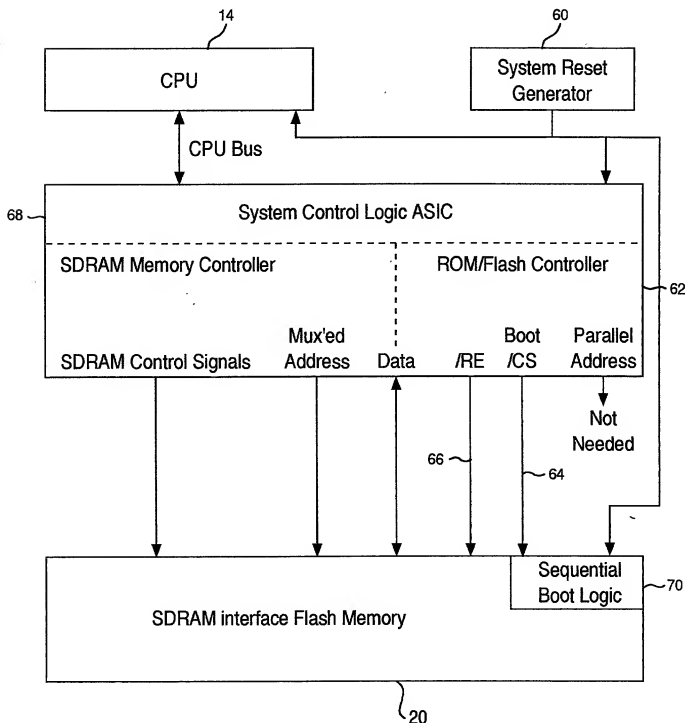 14
60
CPU
System Reset
Generator
CPU Bus
68
System Control Logic ASIC
SDRAM Memory Controller
ROM/Flash Controller
62
Mux'ed
Address
Boot
/CS
Parallel
Address
SDRAM Control Signals
Data
/RE
Not
Needed
66
64
Sequential
Boot Logic
70
SDRAM interface Flash Memory
20